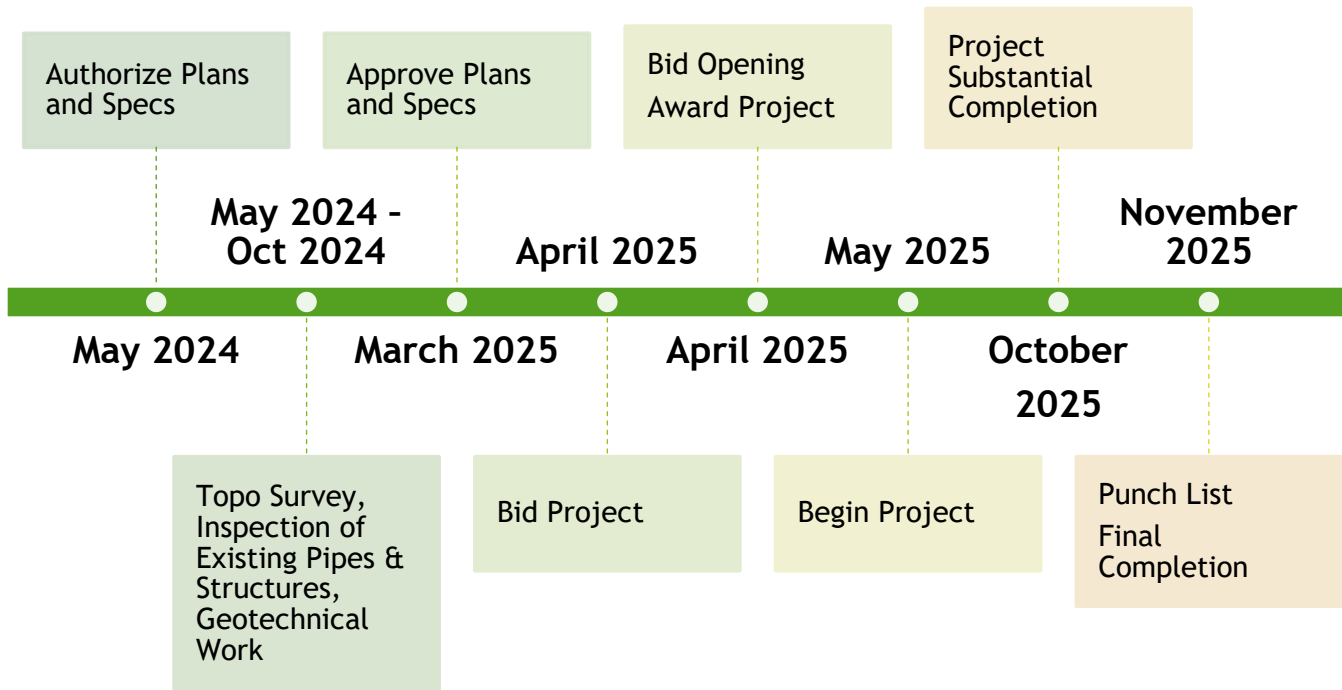 Authorize Plans
and Specs
Approve Plans
and Specs
Bid Opening
Award Project
Project
Substantial
Completion
May 2024 –
Oct 2024
April 2025
May 2025
November
2025
May 2024
March 2025
April 2025
October
2025
Topo Survey,
Inspection of
Existing Pipes &
Structures,
Geotechnical
Work
Bid Project
Begin Project
Punch List
Final
Completion